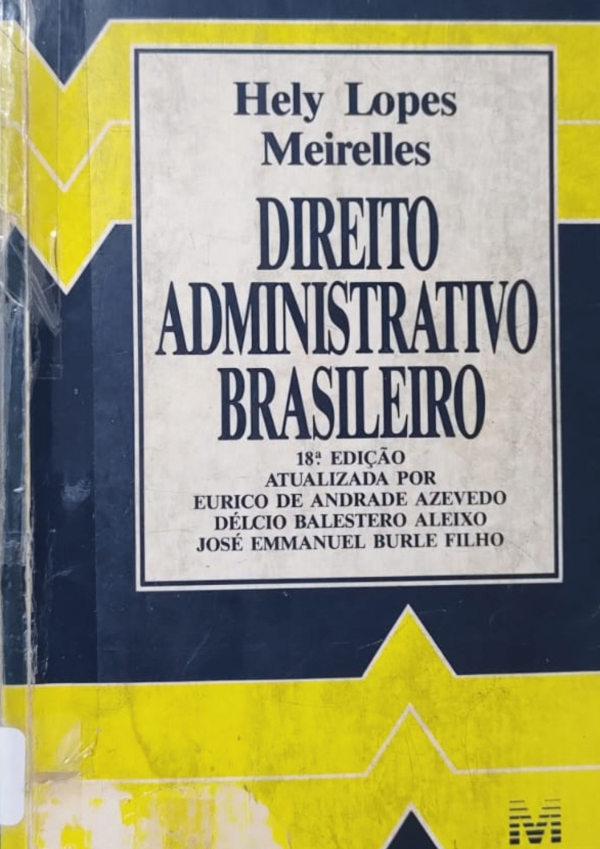 Hely Lopes
Meirelles
DIREITO
ADMINISTRATIVO
BRASILEIRO
18ª EDIÇÃO
ATUALIZADA POR
EURICO DE ANDRADE AZEVEDO
DÉLCIO BALESTERO ALEIXO
JOSÉ EMMANUEL BURLE FILHO
M